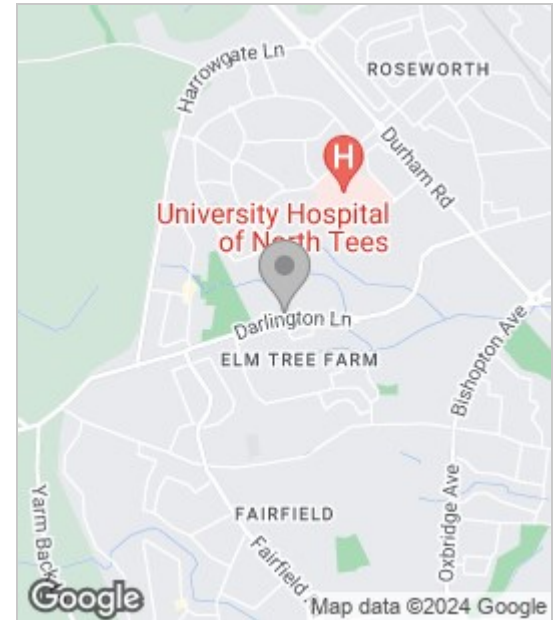 Harrowgate Ln
ROSEWORTH
Durham Rd
H
University Hospital
of North Tees
Darlington Ln
ELM TREE FARM
Bishopton Ave
Yarm Back
FAIRFIELD
Fairfield
Oxbridge Ave
Google
Map data ©2024 Google